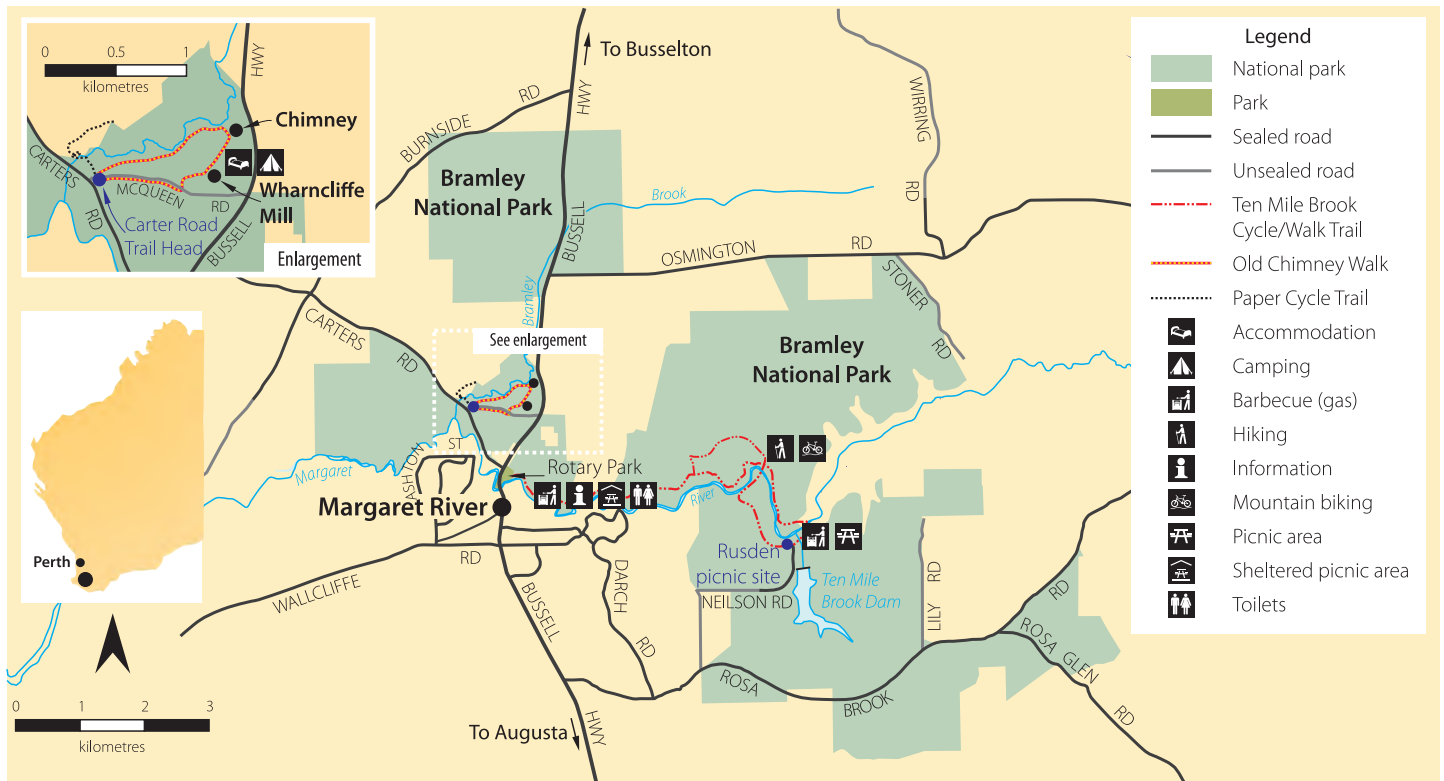 0
0.5
1
kilometres
HWY
Chimney
CARTERS
RD
MCQUEEN
RD
Wharncliffe
Mill
Carter Road
Trail Head
BUSSELL
Enlargement
To Busselton
HWY
BURNSIDE
RD
Bramley
National Park
Brook
BUSSELL
WIRRING
RD
OSMINGTON
RD
STONER
RD
Bramley
See enlargement
CARTERS
RD
Bramley
National Park
ST
ASHTON
Margaret
Rotary Park
River
Margaret River
RD
WALLCLIFFE
DARCH
RD
BUSSELL
HWY
Rusden
picnic site
NEILSON RD
Ten Mile
Brook Dam
LILY
RD
ROSA
BROOK
RD
ROSA GLEN
RD
To Augusta
Perth
0
1
2
3
kilometres
Legend
National park
Park
Sealed road
Unsealed road
Ten Mile Brook
Cycle/Walk Trail
Old Chimney Walk
Paper Cycle Trail
Accommodation
Camping
Barbecue (gas)
Hiking
Information
Mountain biking
Picnic area
Sheltered picnic area
Toilets